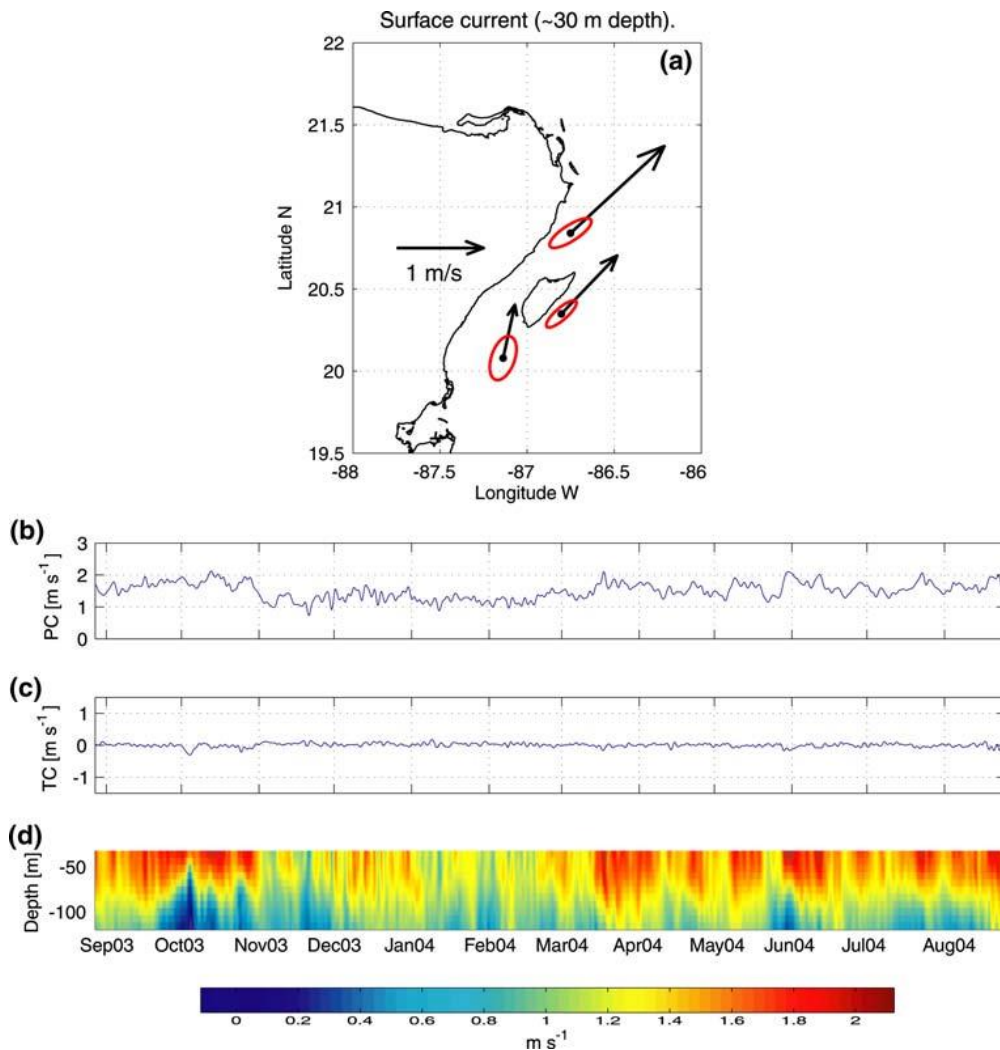 Surface current (~30 m depth).
(a)
22
21.5
21
20.5
20
19.5
Latitude N
1 m/s
-88 -87.5 -87 -86.5 -86
Longitude W
(b)
3
2
1
0
PC [m s⁻¹]
(c)
1
0
-1
TC [m s⁻¹]
(d)
-50
-100
Depth [m]
Sep03 Oct03 Nov03 Dec03 Jan04 Feb04 Mar04 Apr04 May04 Jun04 Jul04 Aug04
0 0.2 0.4 0.6 0.8 1 1.2 1.4 1.6 1.8 2
m s⁻¹